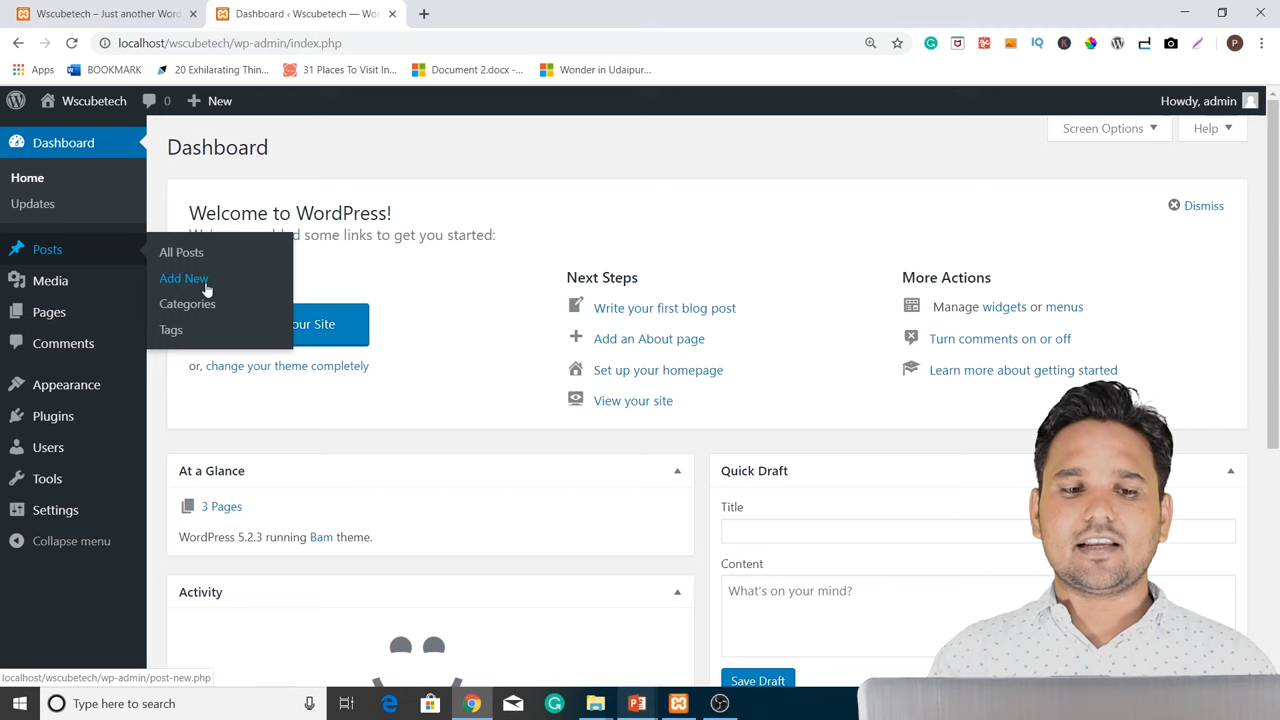 Wscubetech – Just another Word
Dashboard ‹ Wscubetech — Wor
localhost/wscubetech/wp-admin/index.php
Apps
BOOKMARK
20 Exhilarating Thin...
31 Places To Visit In...
Document 2.docx -...
Wonder in Udaipur...
Wscubetech
0
New
Howdy, admin
Dashboard
Home
Updates
Posts
Media
Pages
Comments
Appearance
Plugins
Users
Tools
Settings
Collapse menu
All Posts
Add New
Categories
Tags
Dashboard
Screen Options
Help
Welcome to WordPress!
some links to get you started:
Dismiss
our Site
or, change your theme completely
Next Steps
Write your first blog post
Add an About page
Set up your homepage
View your site
More Actions
Manage widgets or menus
Turn comments on or off
Learn more about getting started
At a Glance
3 Pages
WordPress 5.2.3 running Bam theme.
Activity
Quick Draft
Title
Content
What's on your mind?
Save Draft
localhost/wscubetech/wp-admin/post-new.php
Type here to search